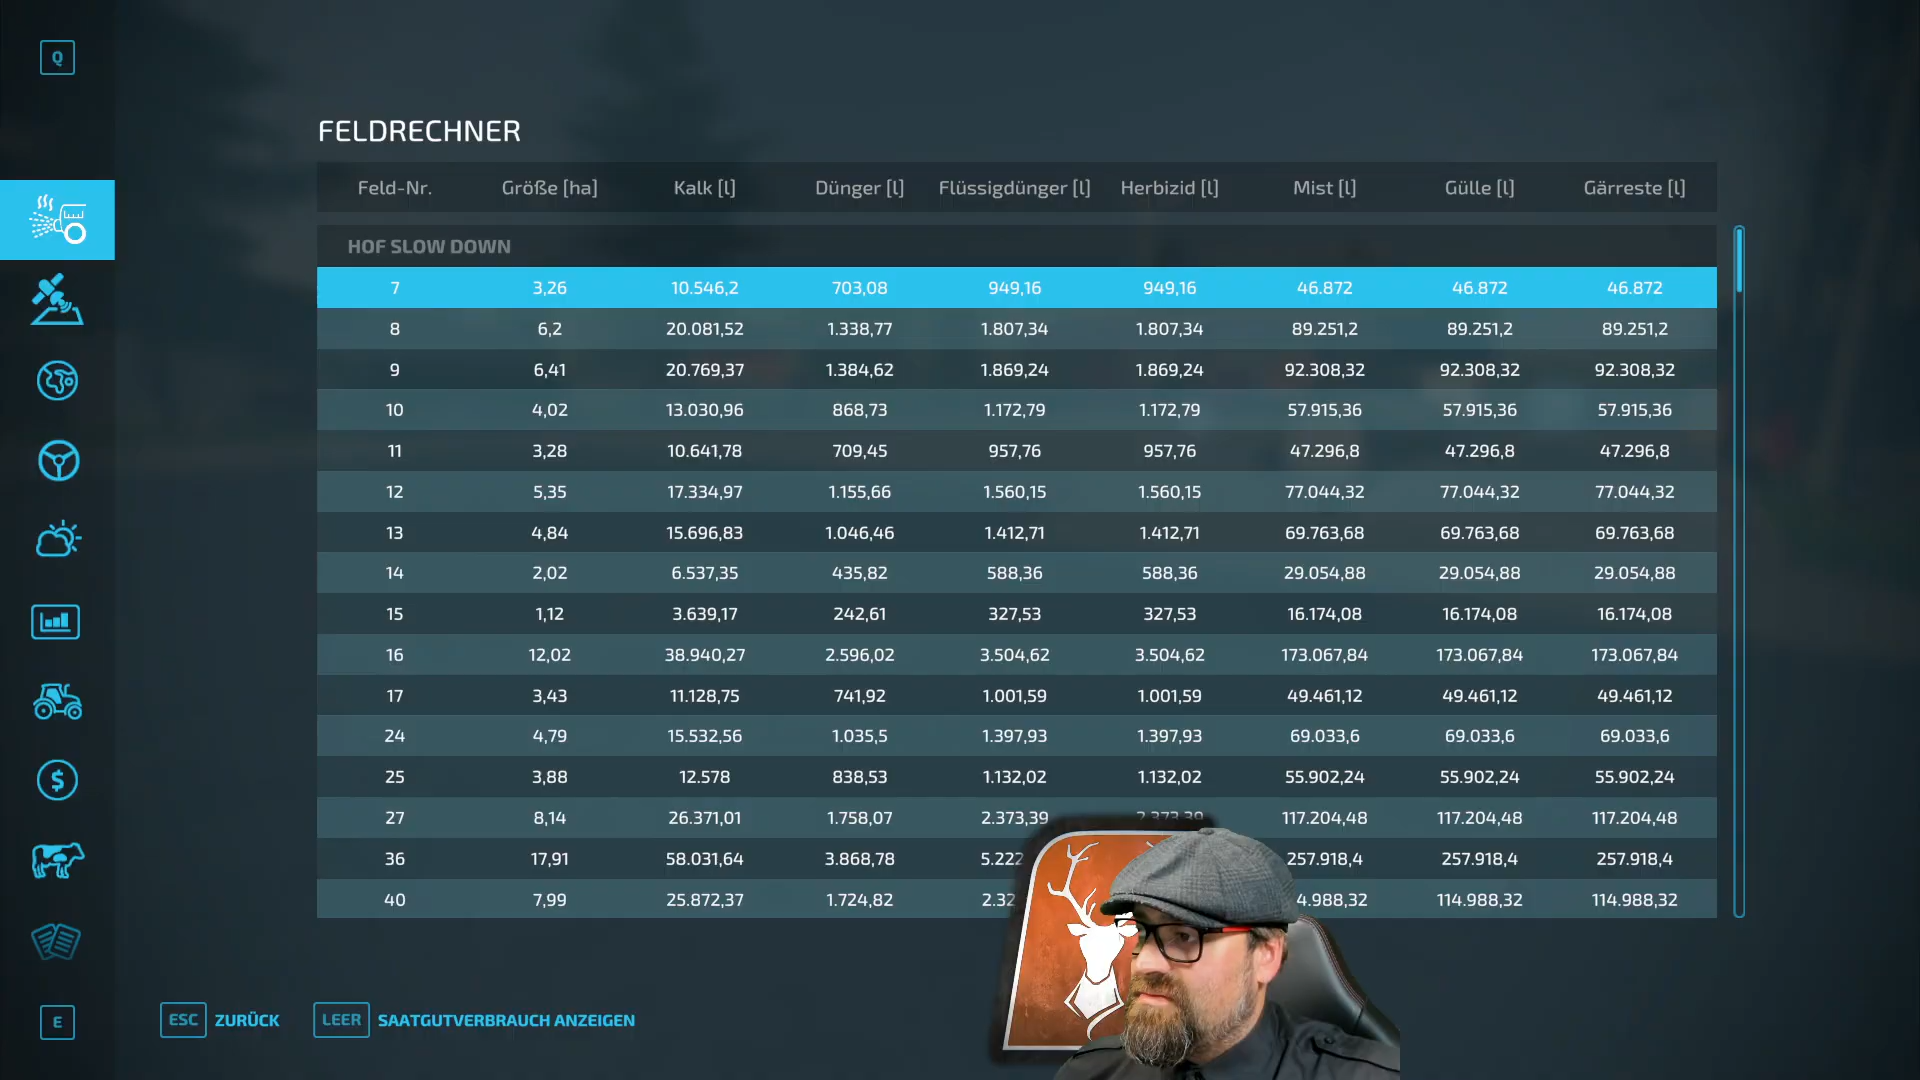 Q
FELDRECHNER
Feld-Nr. Größe [ha] Kalk [l] Dünger [l] Flüssigdünger [l] Herbizid [l] Mist [l] Gülle [l] Gärreste [l]
HOF SLOW DOWN
7 3,26 10.546,2 703,08 949,16 949,16 46.872 46.872 46.872
8 6,2 20.081,52 1.338,77 1.807,34 1.807,34 89.251,2 89.251,2 89.251,2
9 6,41 20.769,37 1.384,62 1.869,24 1.869,24 92.308,32 92.308,32 92.308,32
10 4,02 13.030,96 868,73 1.172,79 1.172,79 57.915,36 57.915,36 57.915,36
11 3,28 10.641,78 709,45 957,76 957,76 47.296,8 47.296,8 47.296,8
12 5,35 17.334,97 1.155,66 1.560,15 1.560,15 77.044,32 77.044,32 77.044,32
13 4,84 15.696,83 1.046,46 1.412,71 1.412,71 69.763,68 69.763,68 69.763,68
14 2,02 6.537,35 435,82 588,36 588,36 29.054,88 29.054,88 29.054,88
15 1,12 3.639,17 242,61 327,53 327,53 16.174,08 16.174,08 16.174,08
16 12,02 38.940,27 2.596,02 3.504,62 3.504,62 173.067,84 173.067,84 173.067,84
17 3,43 11.128,75 741,92 1.001,59 1.001,59 49.461,12 49.461,12 49.461,12
24 4,79 15.532,56 1.035,5 1.397,93 1.397,93 69.033,6 69.033,6 69.033,6
25 3,88 12.578 838,53 1.132,02 1.132,02 55.902,24 55.902,24 55.902,24
27 8,14 26.371,01 1.758,07 2.373,39 2.373,39 117.204,48 117.204,48 117.204,48
36 17,91 58.031,64 3.868,78 5.222 257.918,4 257.918,4 257.918,4
40 7,99 25.872,37 1.724,82 2.32 4.988,32 114.988,32 114.988,32
E
ESC ZURÜCK LEER SAATGUTVERBRAUCH ANZEIGEN